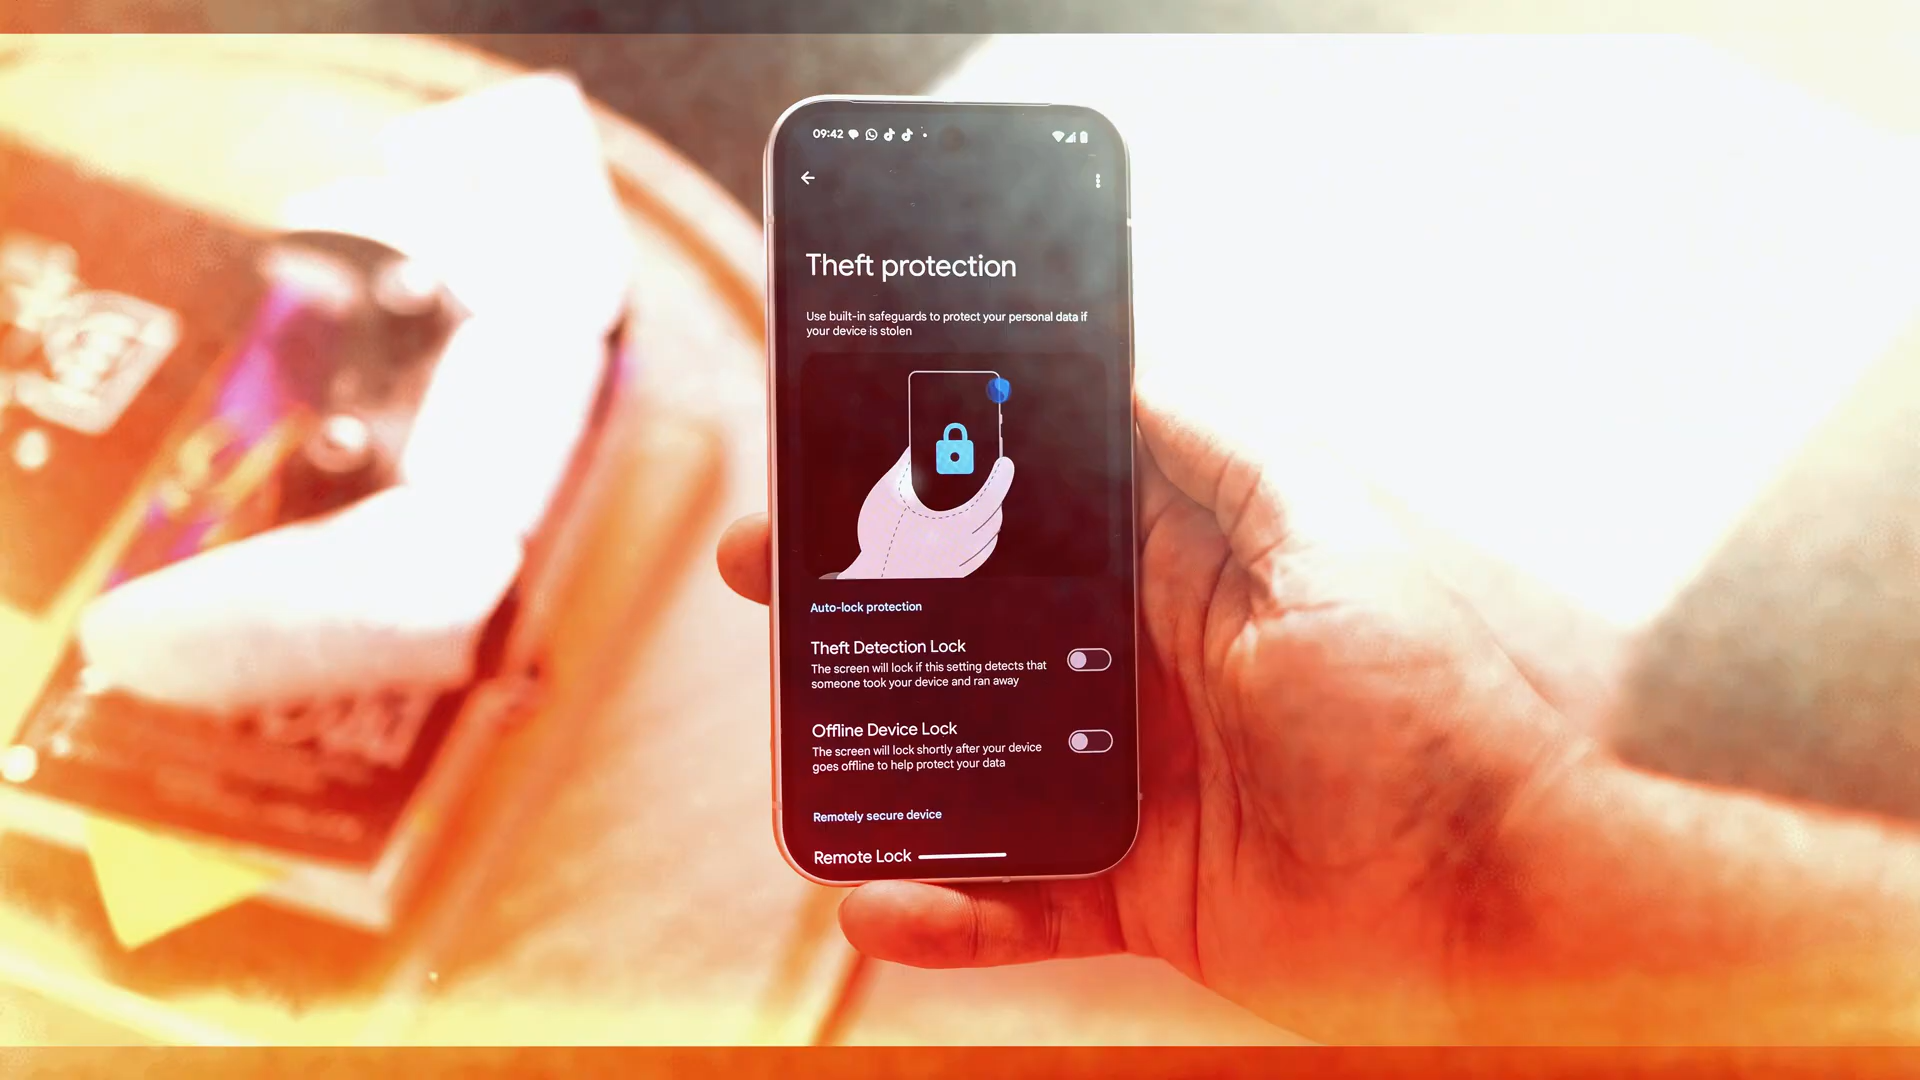 09:42
Theft protection
Use built-in safeguards to protect your personal data if
your device is stolen
Auto-lock protection
Theft Detection Lock
The screen will lock if this setting detects that
someone took your device and ran away
Offline Device Lock
The screen will lock shortly after your device
goes offline to help protect your data
Remotely secure device
Remote Lock